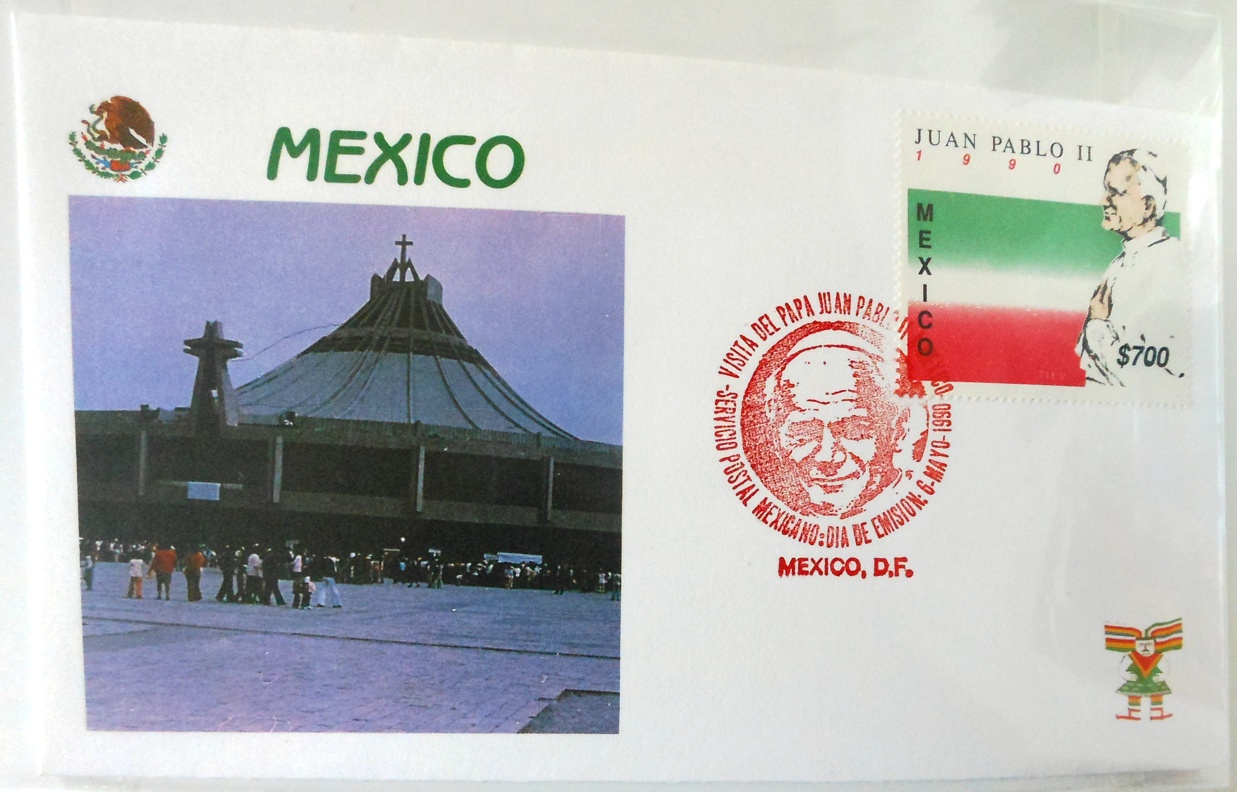 MEXICO
JUAN PABLO II
1990
MEXICO
$700
VISITA DEL PAPA JUAN PABLO II
-SERVICIO POSTAL MEXICANO:DIA DE EMISION: 6-MAYO-1990
MEXICO, D.F.